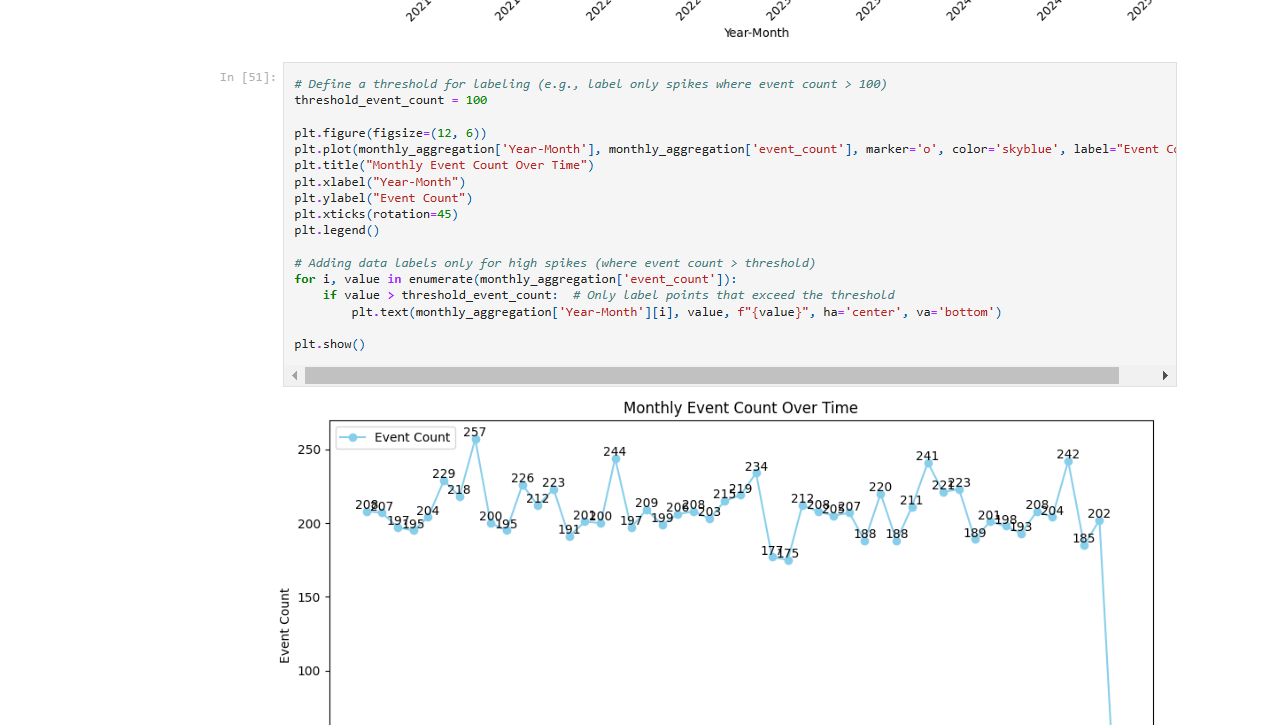 2021 2021 2022 2022 2023 2023 2024 2024 2025
Year-Month
In [51]:
# Define a threshold for labeling (e.g., label only spikes where event count > 100)
threshold_event_count = 100
plt.figure(figsize=(12, 6))
plt.plot(monthly_aggregation['Year-Month'], monthly_aggregation['event_count'], marker='o', color='skyblue', label="Event Co
plt.title("Monthly Event Count Over Time")
plt.xlabel("Year-Month")
plt.ylabel("Event Count")
plt.xticks(rotation=45)
plt.legend()
# Adding data labels only for high spikes (where event count > threshold)
for i, value in enumerate(monthly_aggregation['event_count']):
    if value > threshold_event_count:  # Only label points that exceed the threshold
        plt.text(monthly_aggregation['Year-Month'][i], value, f"{value}", ha='center', va='bottom')
plt.show()
Monthly Event Count Over Time
Event Count
250
200
150
100
Event Count
208 207 197 195 204 229 218 257 200 195 226 212 223 191 201 200 244 197 209 199 206 208 203 215 219 234 177 175 212 208 205 207 188 220 188 211 241 221 223 189 201 198 193 208 204 242 185 202